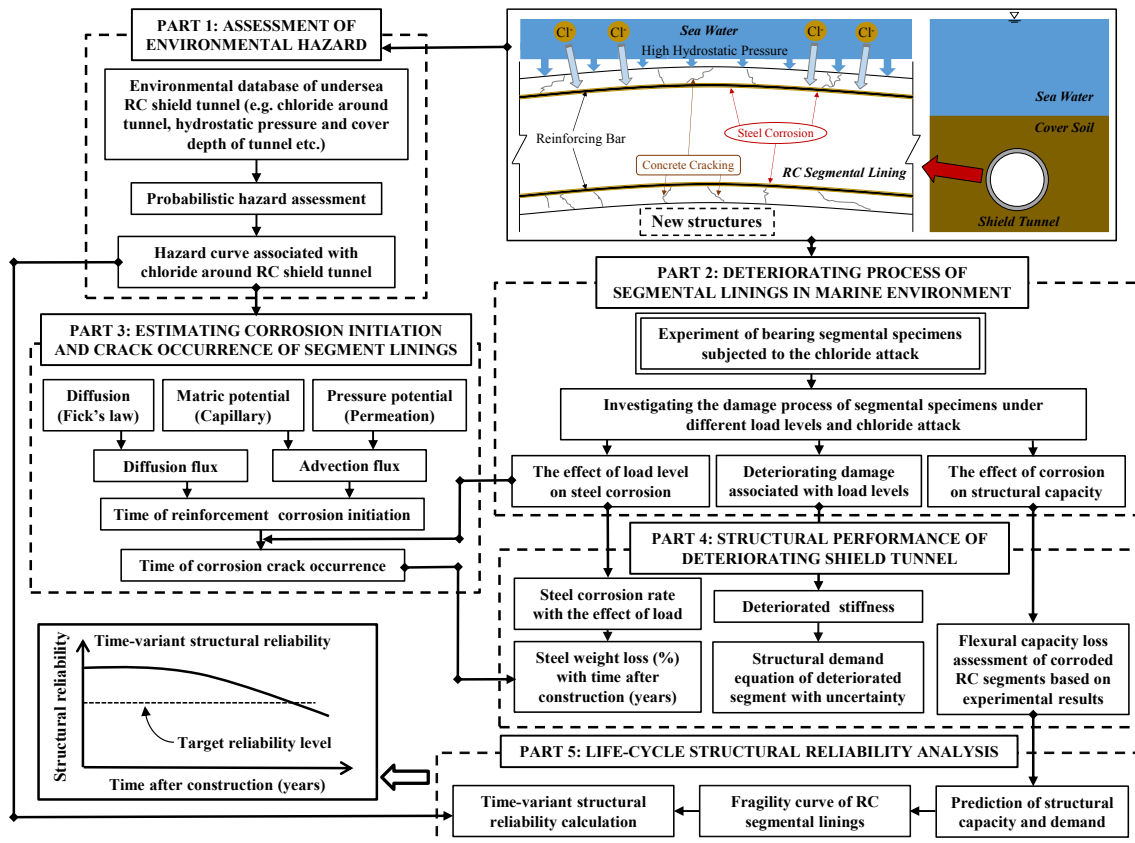 PART 1: ASSESSMENT OF
ENVIRONMENTAL HAZARD
Environmental database of undersea
RC shield tunnel (e.g. chloride around
tunnel, hydrostatic pressure and cover
depth of tunnel etc.)
Probabilistic hazard assessment
Hazard curve associated with
chloride around RC shield tunnel
Cl⁻
Cl⁻
Sea Water
Cl⁻
Cl⁻
High Hydrostatic Pressure
Reinforcing Bar
Steel Corrosion
Concrete Cracking
RC Segmental Lining
New structures
Sea Water
Cover Soil
Shield Tunnel
PART 2: DETERIORATING PROCESS OF
SEGMENTAL LININGS IN MARINE ENVIRONMENT
Experiment of bearing segmental specimens
subjected to the chloride attack
Investigating the damage process of segmental specimens under
different load levels and chloride attack
The effect of load level
on steel corrosion
Deteriorating damage
associated with load levels
The effect of corrosion
on structural capacity
PART 3: ESTIMATING CORROSION INITIATION
AND CRACK OCCURRENCE OF SEGMENT LININGS
Diffusion
(Fick's law)
Matric potential
(Capillary)
Pressure potential
(Permeation)
Diffusion flux
Advection flux
Time of reinforcement corrosion initiation
Time of corrosion crack occurrence
PART 4: STRUCTURAL PERFORMANCE OF
DETERIORATING SHIELD TUNNEL
Steel corrosion rate
with the effect of load
Steel weight loss (%)
with time after
construction (years)
Deteriorated stiffness
Structural demand
equation of deteriorated
segment with uncertainty
Flexural capacity loss
assessment of corroded
RC segments based on
experimental results
PART 5: LIFE-CYCLE STRUCTURAL RELIABILITY ANALYSIS
Prediction of structural
capacity and demand
Fragility curve of RC
segmental linings
Time-variant structural
reliability calculation
Time-variant structural reliability
Structural reliability
Target reliability level
Time after construction (years)